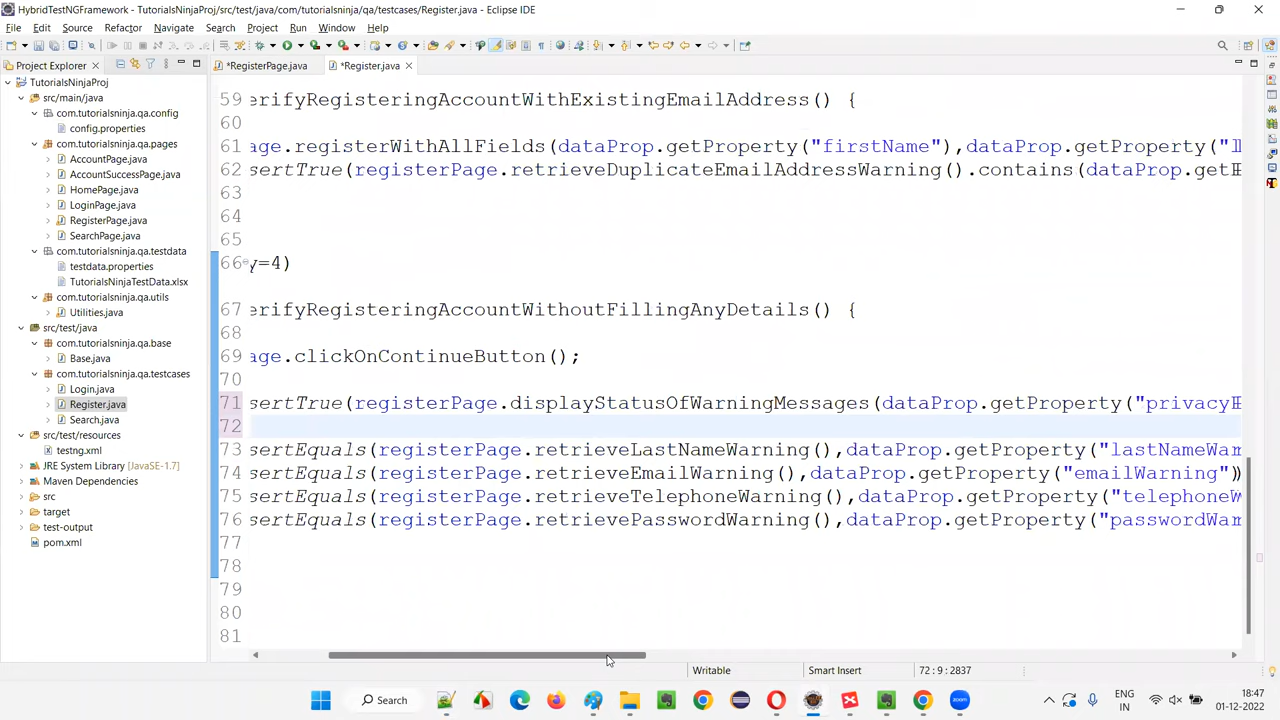 HybridTestNGFramework - TutorialsNinjaProj/src/test/java/com/tutorialsninja/qa/testcases/Register.java - Eclipse IDE
File Edit Source Refactor Navigate Search Project Run Window Help
Project Explorer
*RegisterPage.java
*Register.java
TutorialsNinjaProj
src/main/java
com.tutorialsninja.qa.config
config.properties
com.tutorialsninja.qa.pages
AccountPage.java
AccountSuccessPage.java
HomePage.java
LoginPage.java
RegisterPage.java
SearchPage.java
com.tutorialsninja.qa.testdata
testdata.properties
TutorialsNinjaTestData.xlsx
com.tutorialsninja.qa.utils
Utilities.java
src/test/java
com.tutorialsninja.qa.base
Base.java
com.tutorialsninja.qa.testcases
Login.java
Register.java
Search.java
src/test/resources
testng.xml
JRE System Library [JavaSE-1.7]
Maven Dependencies
src
target
test-output
pom.xml
59 erifyRegisteringAccountWithExistingEmailAddress() {
60
61 age.registerWithAllFields(dataProp.getProperty("firstName"),dataProp.getProperty("l
62 sertTrue(registerPage.retrieveDuplicateEmailAddressWarning().contains(dataProp.get
63
64
65
66 y=4)
67 erifyRegisteringAccountWithoutFillingAnyDetails() {
68
69 age.clickOnContinueButton();
70
71 sertTrue(registerPage.displayStatusOfWarningMessages(dataProp.getProperty("privacy
72
73 sertEquals(registerPage.retrieveLastNameWarning(),dataProp.getProperty("lastNameWar
74 sertEquals(registerPage.retrieveEmailWarning(),dataProp.getProperty("emailWarning")
75 sertEquals(registerPage.retrieveTelephoneWarning(),dataProp.getProperty("telephoneW
76 sertEquals(registerPage.retrievePasswordWarning(),dataProp.getProperty("passwordWar
77
78
79
80
81
Writable Smart Insert 72 : 9 : 2837
Search
ENG
IN
18:47
01-12-2022